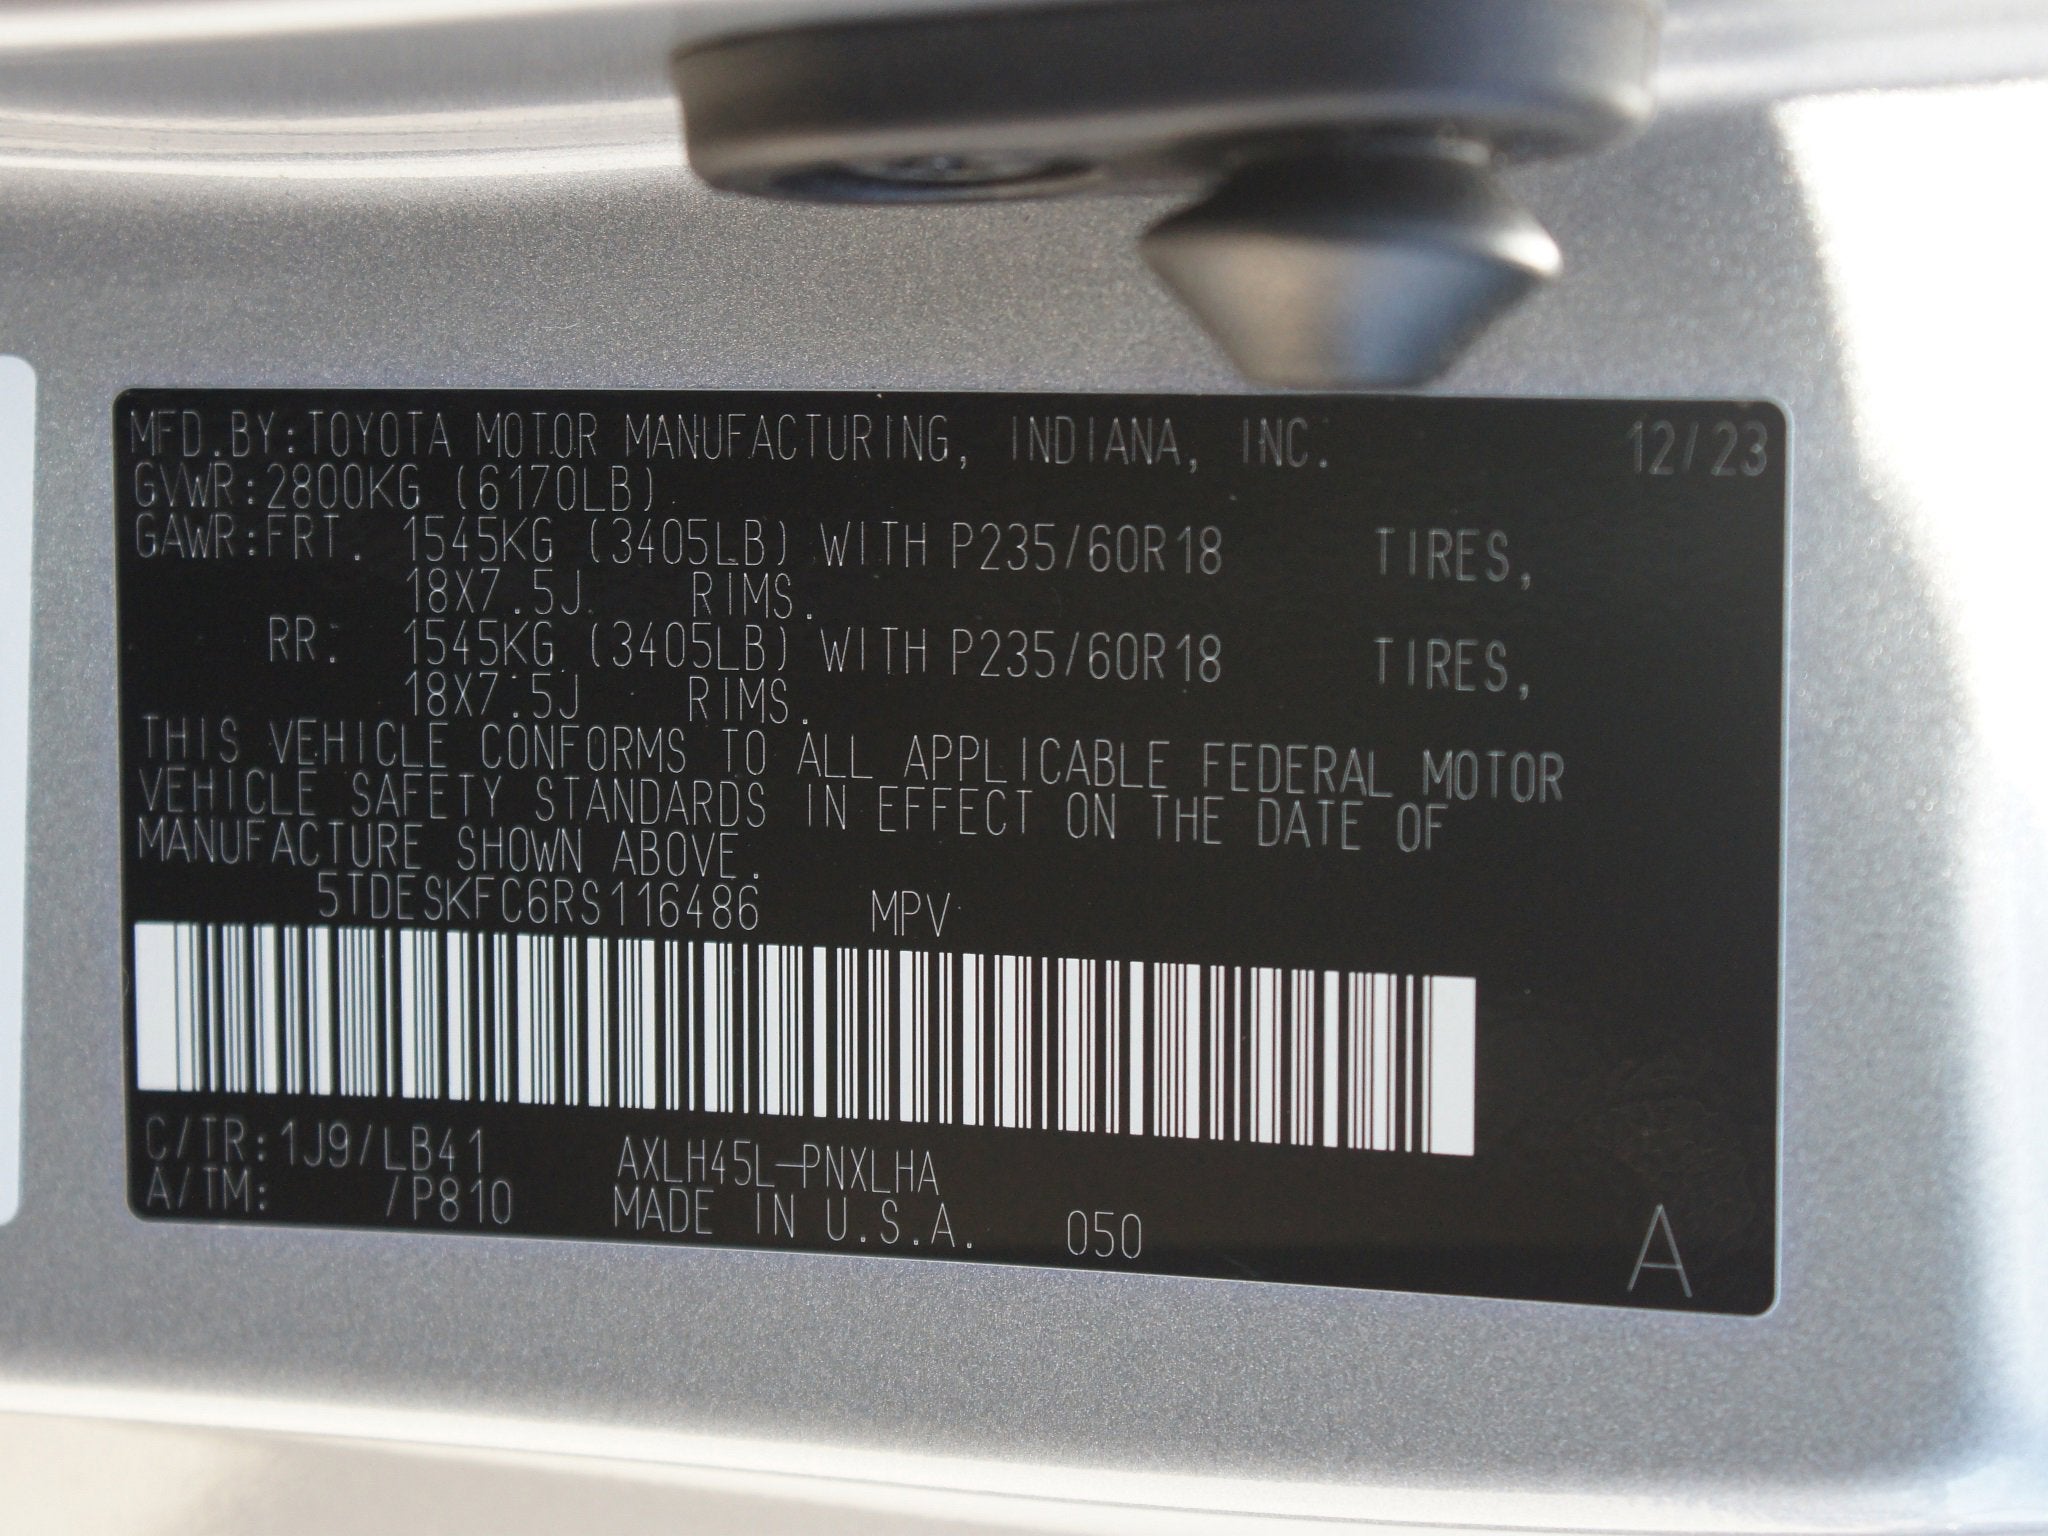 MFD.BY:TOYOTA MOTOR MANUFACTURING, INDIANA, INC. 12/23
GVWR:2800KG (6170LB)
GAWR:FRT. 1545KG (3405LB) WITH P235/60R18 TIRES,
18X7.5J RIMS.
RR: 1545KG (3405LB) WITH P235/60R18 TIRES,
18X7.5J RIMS.
THIS VEHICLE CONFORMS TO ALL APPLICABLE FEDERAL MOTOR
VEHICLE SAFETY STANDARDS IN EFFECT ON THE DATE OF
MANUFACTURE SHOWN ABOVE.
5TDESKFC6RS116486 MPV
C/TR:1J9/LB41 AXLH45L-PNXLHA
A/TM: /P810 MADE IN U.S.A. 050
A